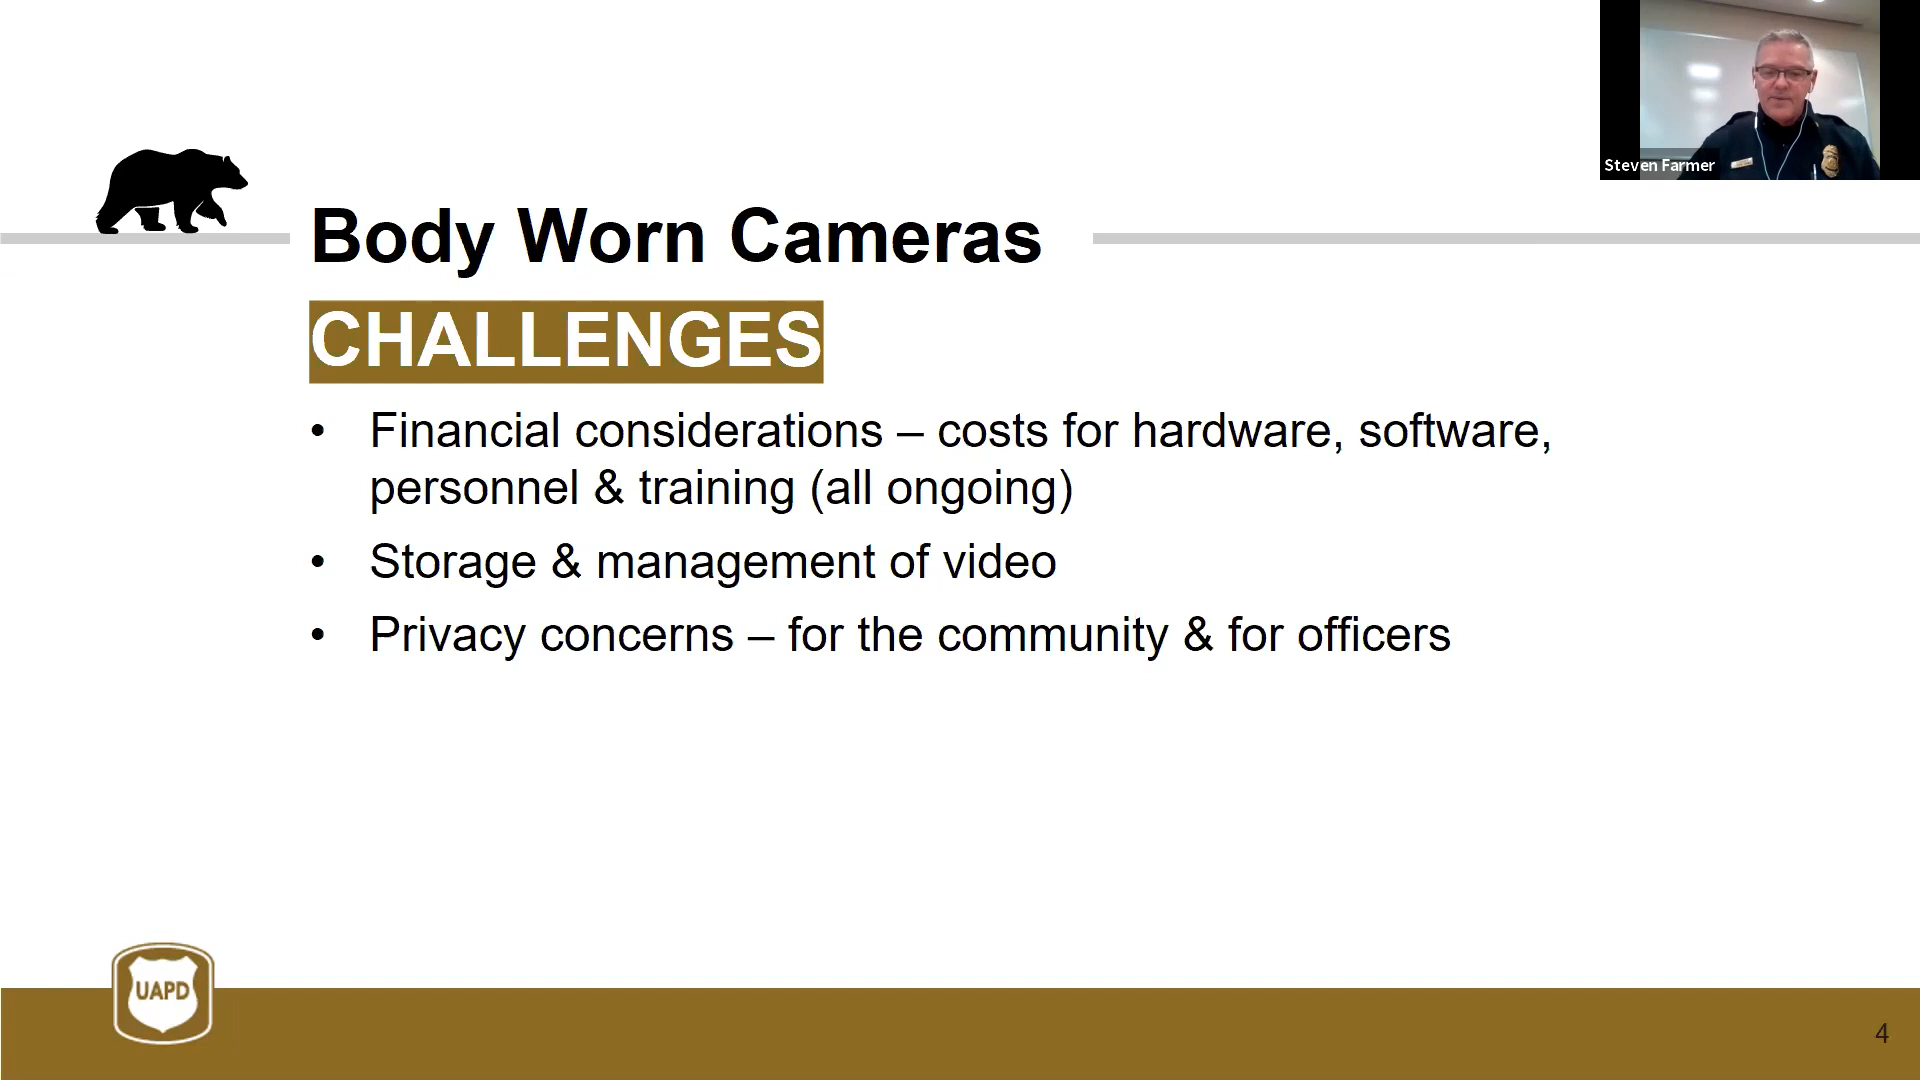 Steven Farmer
Body Worn Cameras
CHALLENGES
• Financial considerations – costs for hardware, software,
personnel & training (all ongoing)
• Storage & management of video
• Privacy concerns – for the community & for officers
UAPD
4